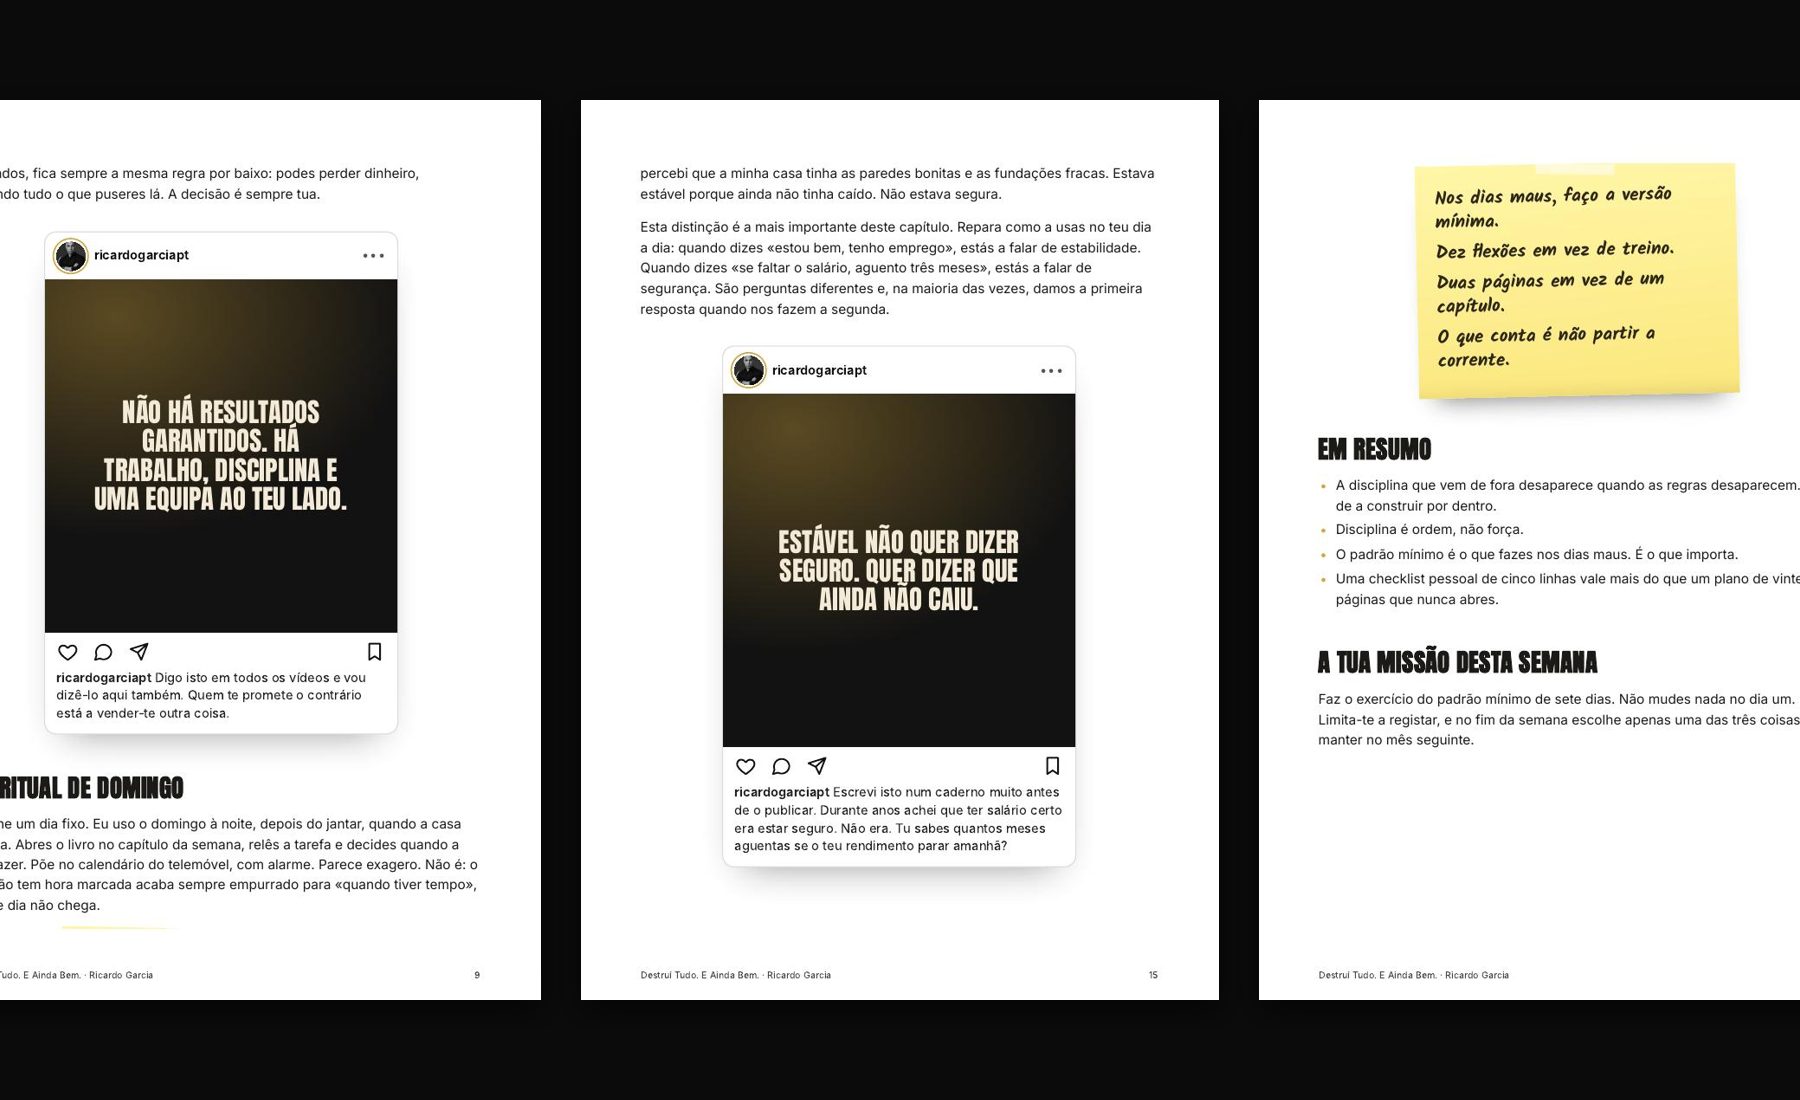 dos, fica sempre a mesma regra por baixo: podes perder dinheiro,
ndo tudo o que puseres lá. A decisão é sempre tua.
ricardogarciapt
NÃO HÁ RESULTADOS
GARANTIDOS. HÁ
TRABALHO, DISCIPLINA E
UMA EQUIPA AO TEU LADO.
ricardogarciapt Digo isto em todos os vídeos e vou
dizê-lo aqui também. Quem te promete o contrário
está a vender-te outra coisa.
RITUAL DE DOMINGO
he um dia fixo. Eu uso o domingo à noite, depois do jantar, quando a casa
a. Abres o livro no capítulo da semana, relês a tarefa e decides quando a
azer. Põe no calendário do telemóvel, com alarme. Parece exagero. Não é: o
ão tem hora marcada acaba sempre empurrado para «quando tiver tempo»,
e dia não chega.
Tudo. E Ainda Bem. · Ricardo Garcia
9
percebi que a minha casa tinha as paredes bonitas e as fundações fracas. Estava
estável porque ainda não tinha caído. Não estava segura.
Esta distinção é a mais importante deste capítulo. Repara como a usas no teu dia
a dia: quando dizes «estou bem, tenho emprego», estás a falar de estabilidade.
Quando dizes «se faltar o salário, aguento três meses», estás a falar de
segurança. São perguntas diferentes e, na maioria das vezes, damos a primeira
resposta quando nos fazem a segunda.
ricardogarciapt
ESTÁVEL NÃO QUER DIZER
SEGURO. QUER DIZER QUE
AINDA NÃO CAIU.
ricardogarciapt Escrevi isto num caderno muito antes
de o publicar. Durante anos achei que ter salário certo
era estar seguro. Não era. Tu sabes quantos meses
aguentas se o teu rendimento parar amanhã?
Destruí Tudo. E Ainda Bem. · Ricardo Garcia
15
Nos dias maus, faço a versão
mínima.
Dez flexões em vez de treino.
Duas páginas em vez de um
capítulo.
O que conta é não partir a
corrente.
EM RESUMO
• A disciplina que vem de fora desaparece quando as regras desaparecem.
de a construir por dentro.
• Disciplina é ordem, não força.
• O padrão mínimo é o que fazes nos dias maus. É o que importa.
• Uma checklist pessoal de cinco linhas vale mais do que um plano de vinte
páginas que nunca abres.
A TUA MISSÃO DESTA SEMANA
Faz o exercício do padrão mínimo de sete dias. Não mudes nada no dia um.
Limita-te a registar, e no fim da semana escolhe apenas uma das três coisas
manter no mês seguinte.
Destruí Tudo. E Ainda Bem. · Ricardo Garcia